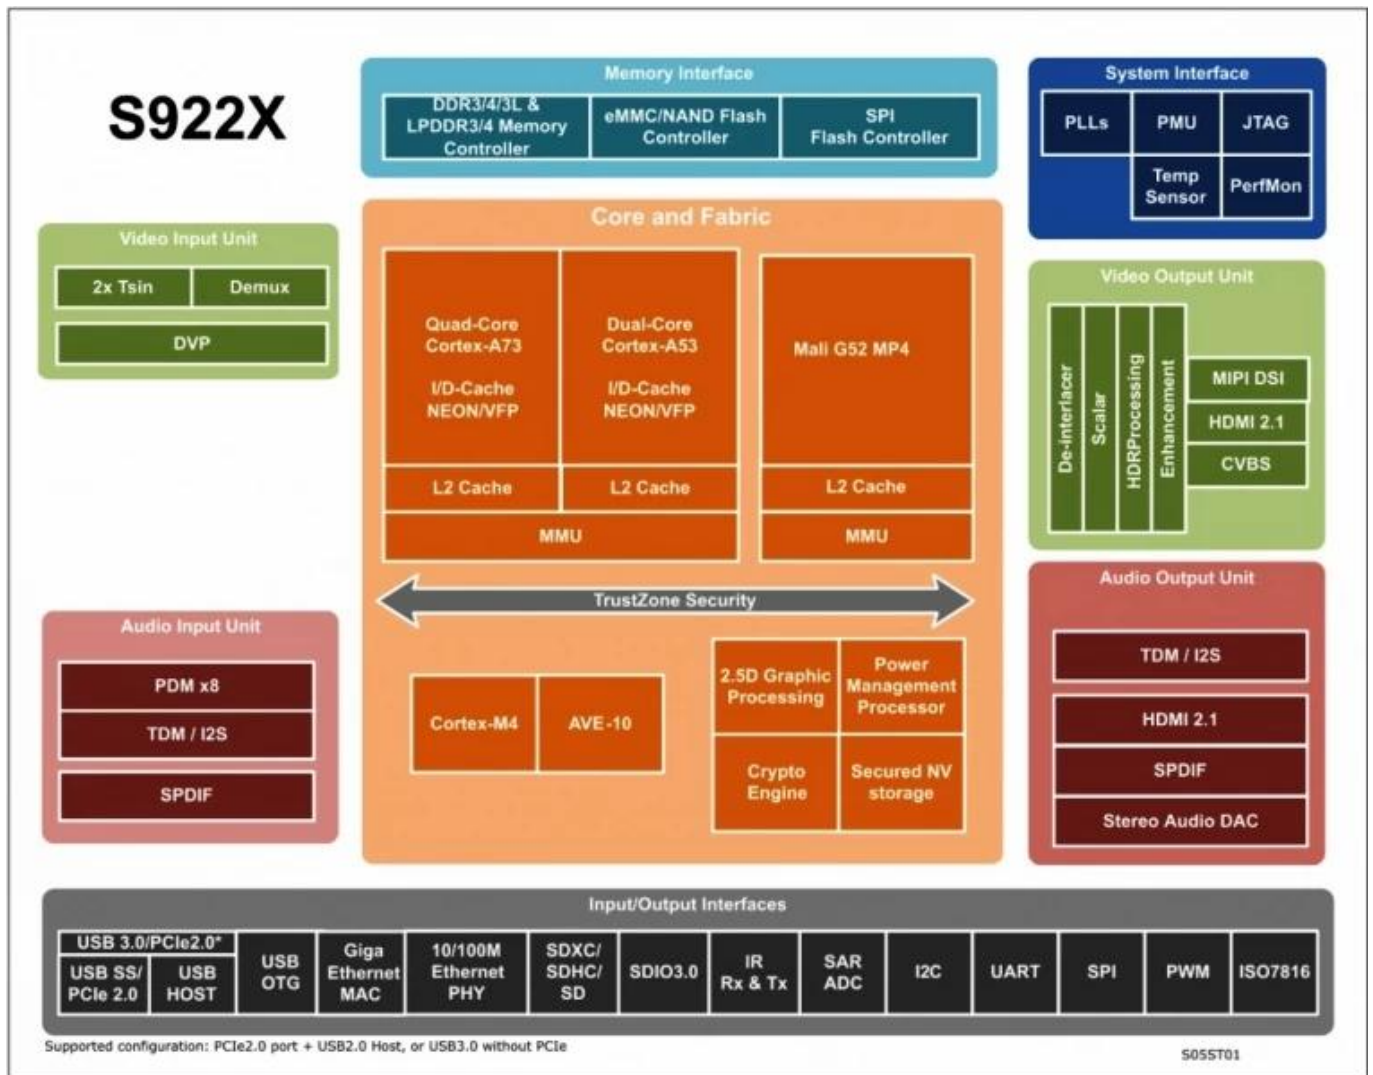 S922X
Memory Interface
DDR3/4/3L &
LPDDR3/4 Memory
Controller
eMMC/NAND Flash
Controller
SPI
Flash Controller
System Interface
PLLs
PMU
JTAG
Temp
Sensor
PerfMon
Video Input Unit
2x Tsin
Demux
DVP
Core and Fabric
Quad-Core
Cortex-A73
I/D-Cache
NEON/VFP
Dual-Core
Cortex-A53
I/D-Cache
NEON/VFP
Mali G52 MP4
L2 Cache
L2 Cache
L2 Cache
MMU
MMU
TrustZone Security
Cortex-M4
AVE-10
2.5D Graphic
Processing
Power
Management
Processor
Crypto
Engine
Secured NV
storage
Video Output Unit
De-interlacer
Scalar
HDRProcessing
Enhancement
MIPI DSI
HDMI 2.1
CVBS
Audio Input Unit
PDM x8
TDM / I2S
SPDIF
Audio Output Unit
TDM / I2S
HDMI 2.1
SPDIF
Stereo Audio DAC
Input/Output Interfaces
USB 3.0/PCIe2.0*
USB SS/
PCIe 2.0
USB
HOST
USB
OTG
Giga
Ethernet
MAC
10/100M
Ethernet
PHY
SDXC/
SDHC/
SD
SDIO3.0
IR
Rx & Tx
SAR
ADC
I2C
UART
SPI
PWM
ISO7816
Supported configuration: PCIe2.0 port + USB2.0 Host, or USB3.0 without PCIe
S05ST01